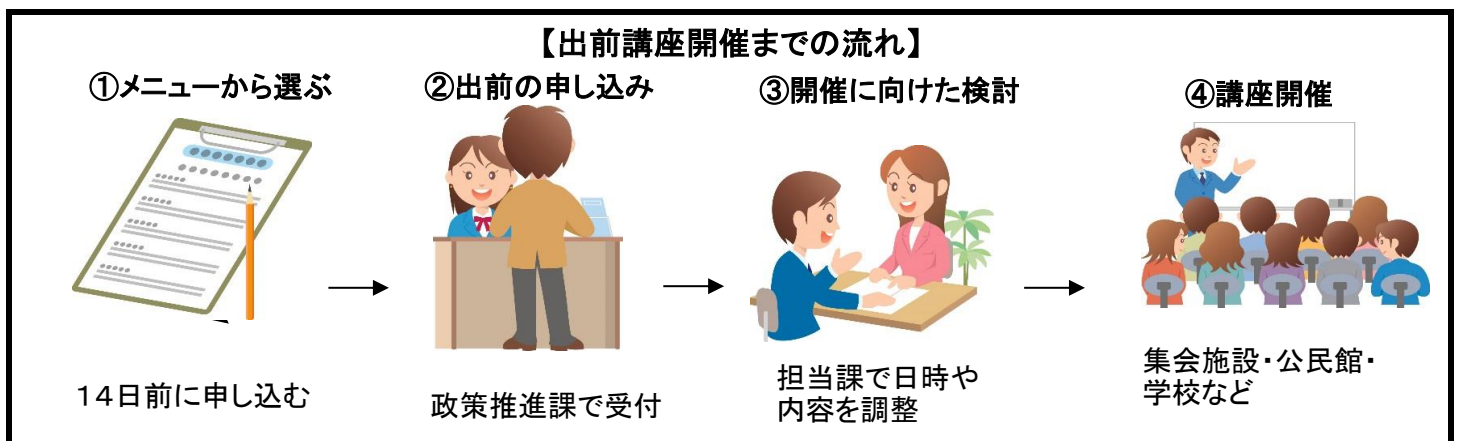 【出前講座開催までの流れ】
①メニューから選ぶ
②出前の申し込み
③開催に向けた検討
④講座開催
14日前に申し込む
政策推進課で受付
担当課で日時や
内容を調整
集会施設・公民館・
学校など